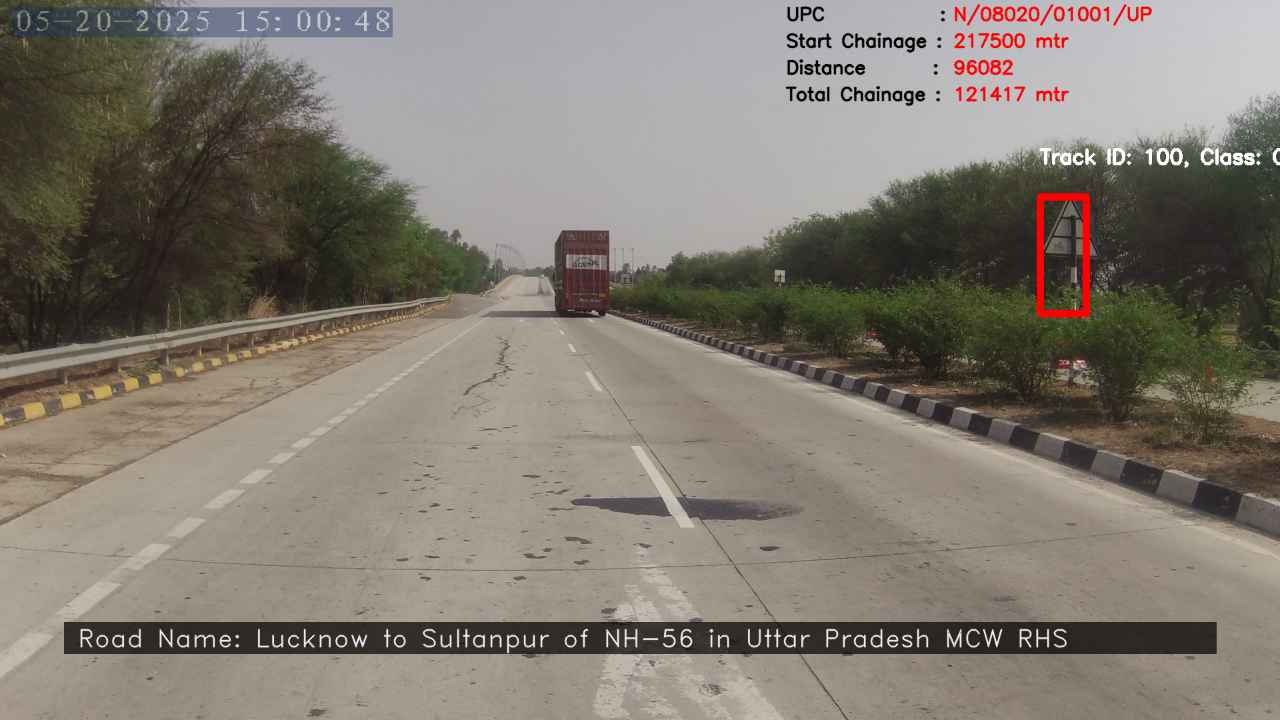 05-20-2025 15:00:48
UPC : N/08020/01001/UP
Start Chainage : 217500 mtr
Distance : 96082
Total Chainage : 121417 mtr
Track ID: 100, Class:
Road Name: Lucknow to Sultanpur of NH-56 in Uttar Pradesh MCW RHS